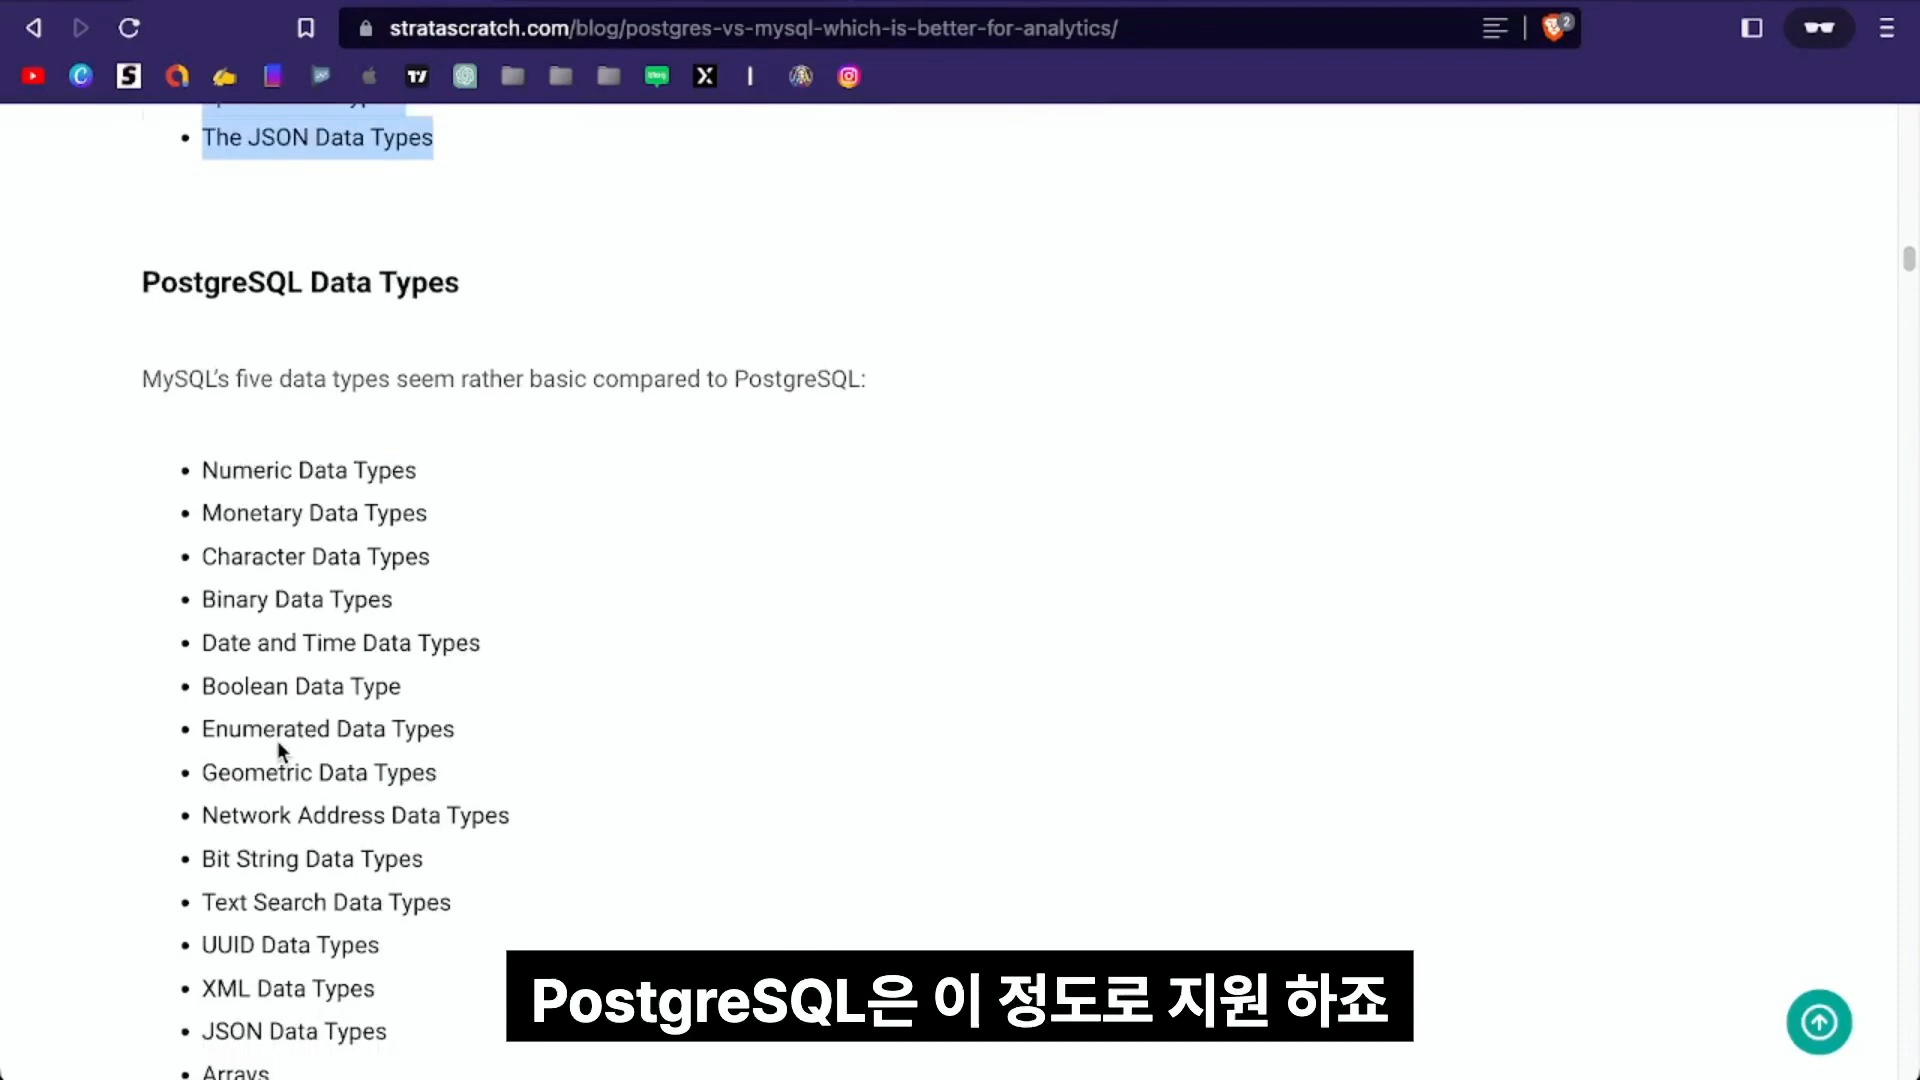 stratascratch.com/blog/postgres-vs-mysql-which-is-better-for-analytics/
2
The JSON Data Types
PostgreSQL Data Types
MySQL's five data types seem rather basic compared to PostgreSQL:
Numeric Data Types
Monetary Data Types
Character Data Types
Binary Data Types
Date and Time Data Types
Boolean Data Type
Enumerated Data Types
Geometric Data Types
Network Address Data Types
Bit String Data Types
Text Search Data Types
UUID Data Types
XML Data Types
JSON Data Types
Arrays
PostgreSQL은 이 정도로 지원 하죠